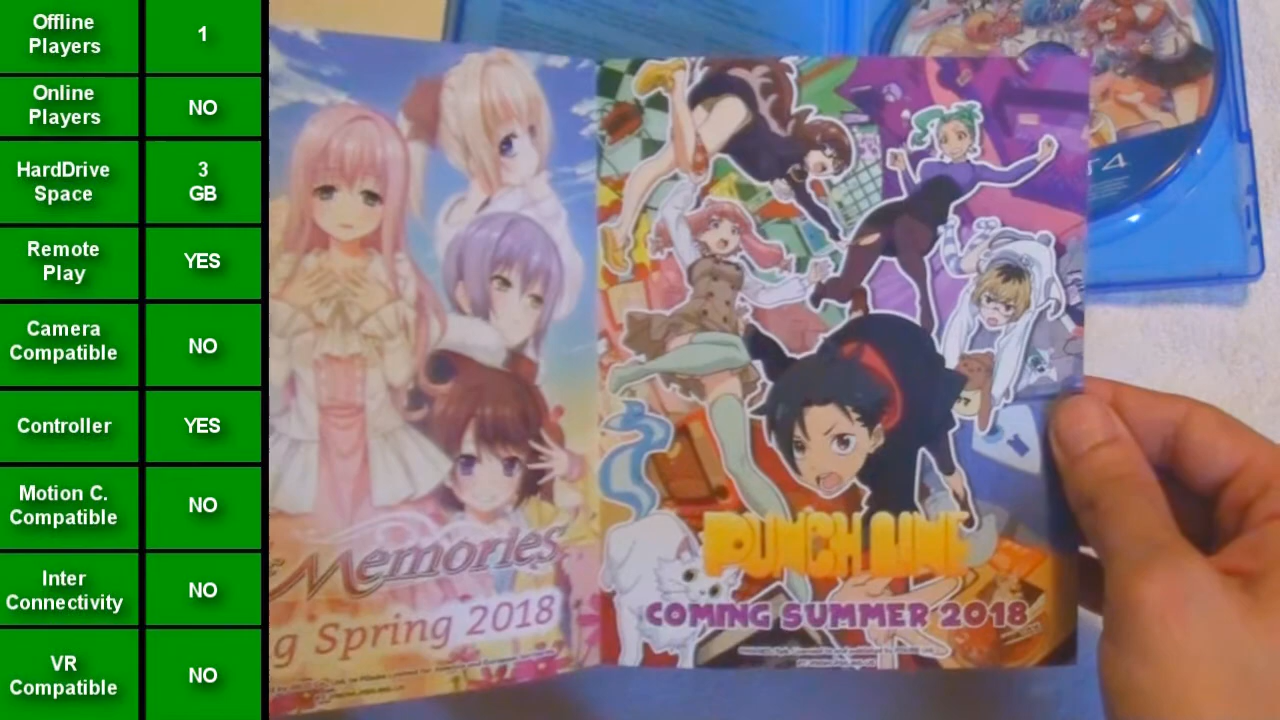 Offline
Players
1
Online
Players
NO
HardDrive
Space
3
GB
Remote
Play
YES
Camera
Compatible
NO
Controller
YES
Motion C.
Compatible
NO
Inter
Connectivity
NO
VR
Compatible
NO
Memories
g Spring 2018
PUNCH LINE
COMING SUMMER 2018